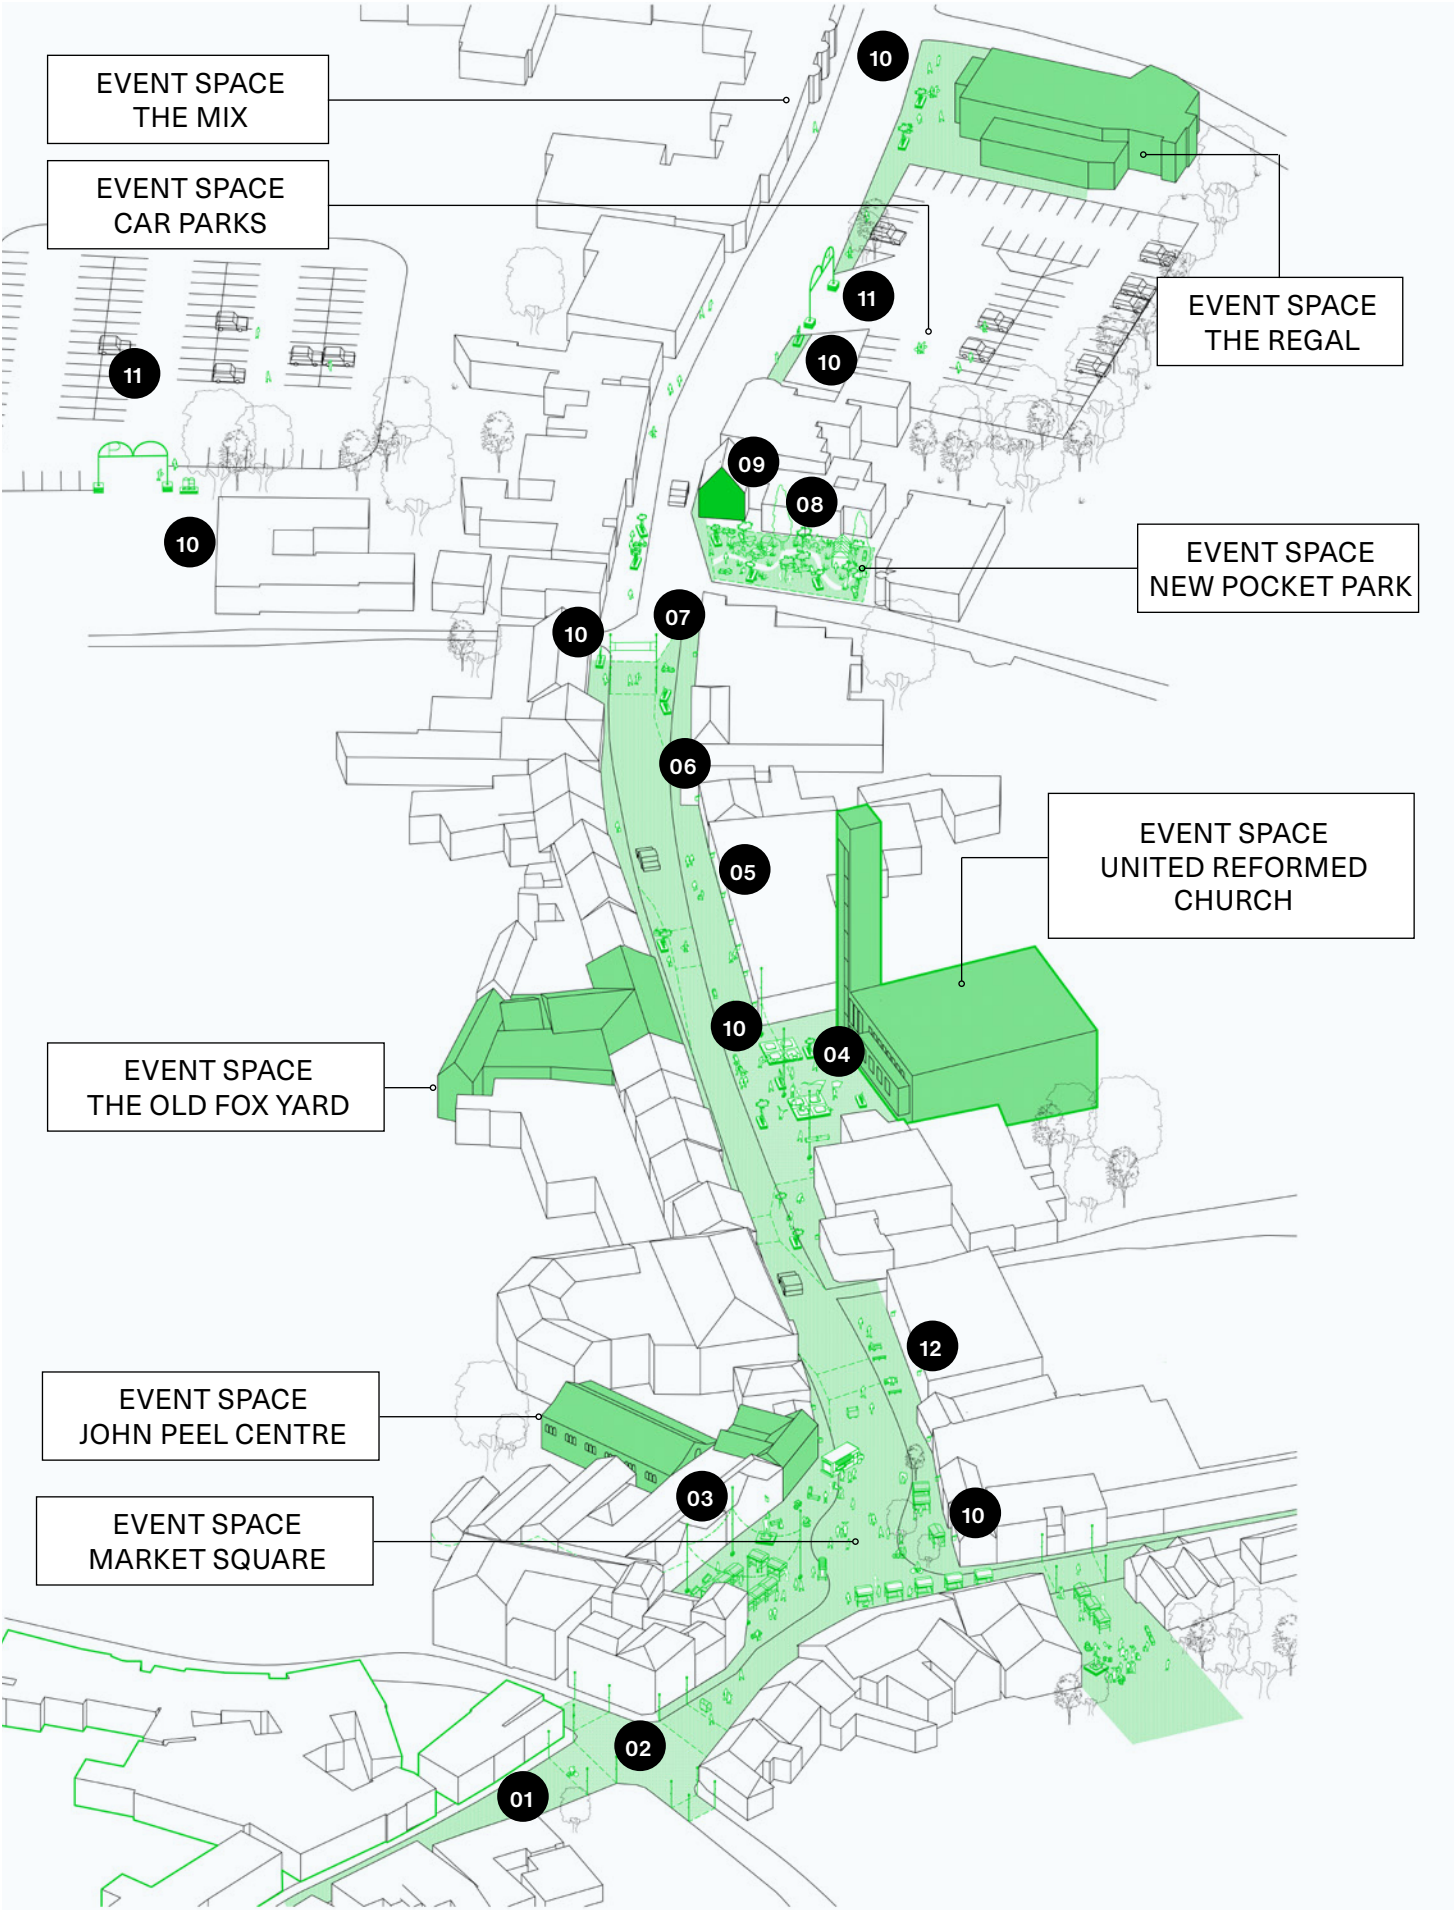 10
EVENT SPACE
THE MIX
EVENT SPACE
CAR PARKS
11
EVENT SPACE
THE REGAL
10
11
09
08
10
EVENT SPACE
NEW POCKET PARK
07
10
06
EVENT SPACE
UNITED REFORMED
CHURCH
05
10
04
EVENT SPACE
THE OLD FOX YARD
12
EVENT SPACE
JOHN PEEL CENTRE
03
10
EVENT SPACE
MARKET SQUARE
02
01